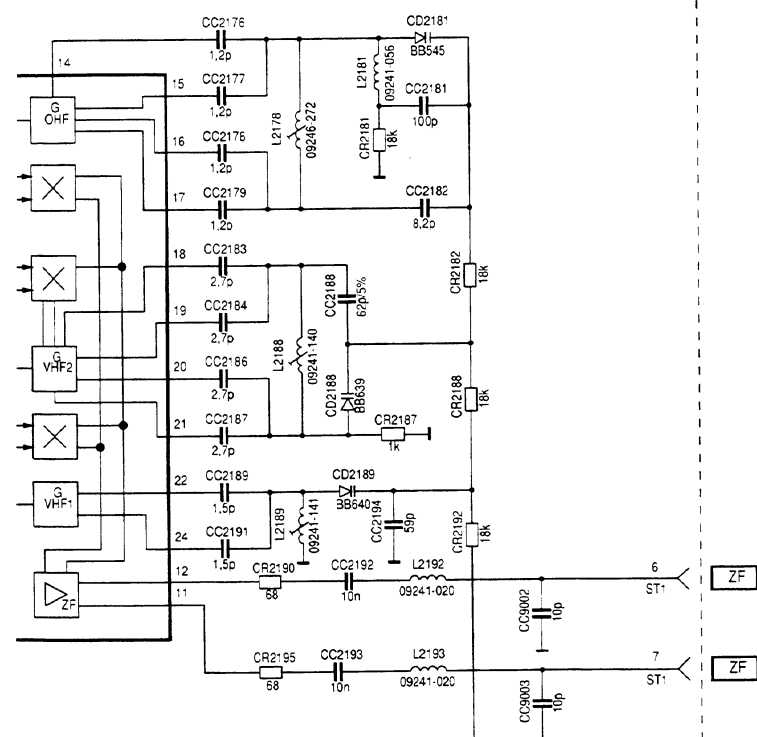 CC2176
1,2p
CD2181
BB545
14
L2181
09241-056
15
CC2177
1,2p
CC2181
100p
G
OHF
L2178
09246-272
CR2181
18k
16
CC2178
1,2p
17
CC2179
1,2p
CC2182
8,2p
18
CC2183
2,7p
CR2182
18k
CC2188
62p/5%
19
CC2184
2,7p
L2188
09241-140
G
VHF2
20
CC2186
2,7p
CD2188
BB639
CR2188
18k
21
CC2187
2,7p
CR2187
1k
22
CC2189
1,5p
CD2189
BB640
G
VHF1
L2189
09241-141
CC2194
59p
CR2192
18k
24
CC2191
1,5p
12
CR2190
68
CC2192
10n
L2192
09241-020
6
ST1
ZF
11
ZF
CC9002
10p
CR2195
68
CC2193
10n
L2193
09241-020
7
ST1
ZF
CC9003
10p